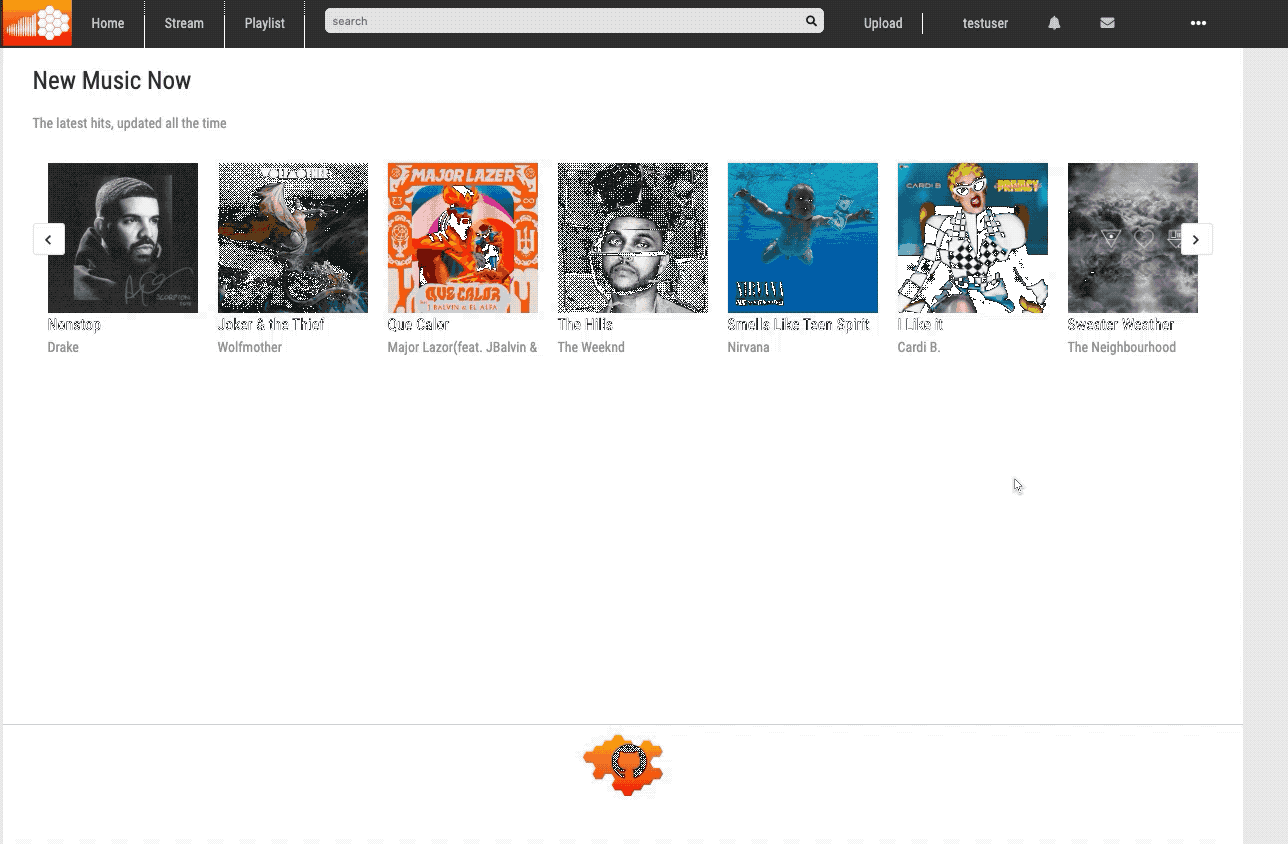 Home
Stream
Playlist
search
Upload
testuser
New Music Now
The latest hits, updated all the time
MAJOR LAZER
QUE CALOR
J BALVIN & EL ALFA
NIRVANA
CARDI B
PRIVACY
SCORPION
Nonstop
Joker & the Thief
Que Calor
The Hills
Smells Like Teen Spirit
I Like it
Sweater Weather
Drake
Wolfmother
Major Lazor(feat. JBalvin &
The Weeknd
Nirvana
Cardi B.
The Neighbourhood